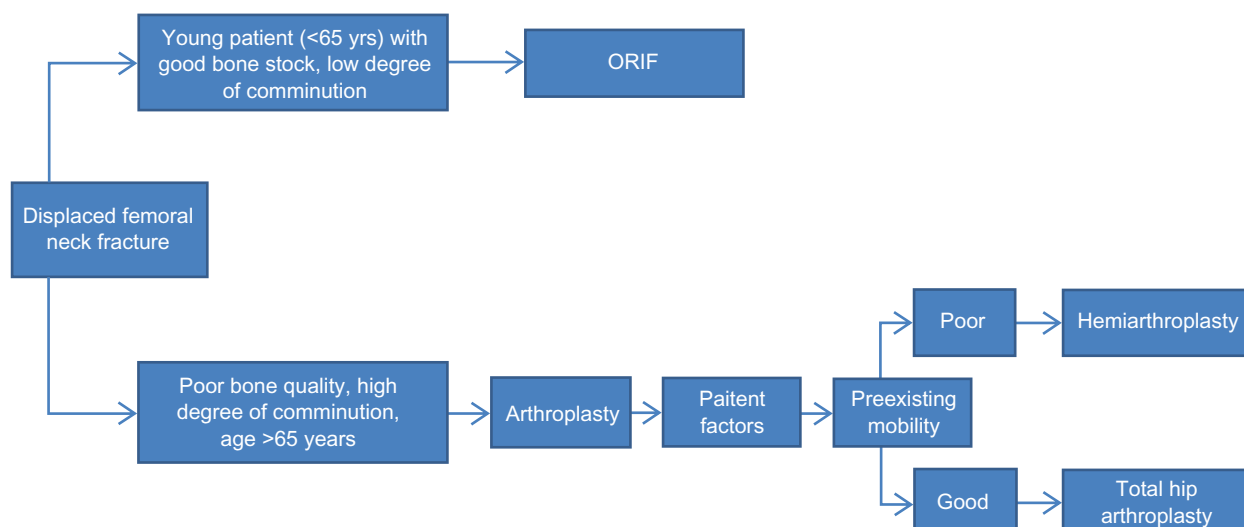 Young patient (<65 yrs) with
good bone stock, low degree
of comminution
ORIF
Displaced femoral
neck fracture
Poor bone quality, high
degree of comminution,
age >65 years
Arthroplasty
Paitent
factors
Preexisting
mobility
Poor
Hemiarthroplasty
Good
Total hip
arthroplasty